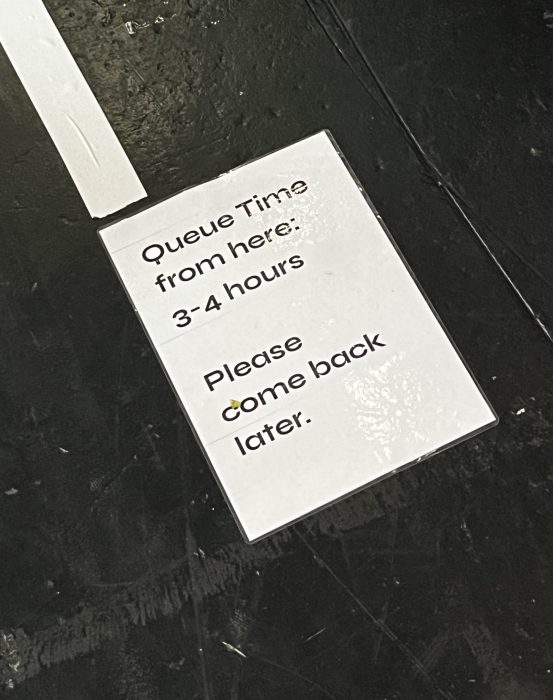 Queue Time
from here:
3-4 hours
Please
come back
later.